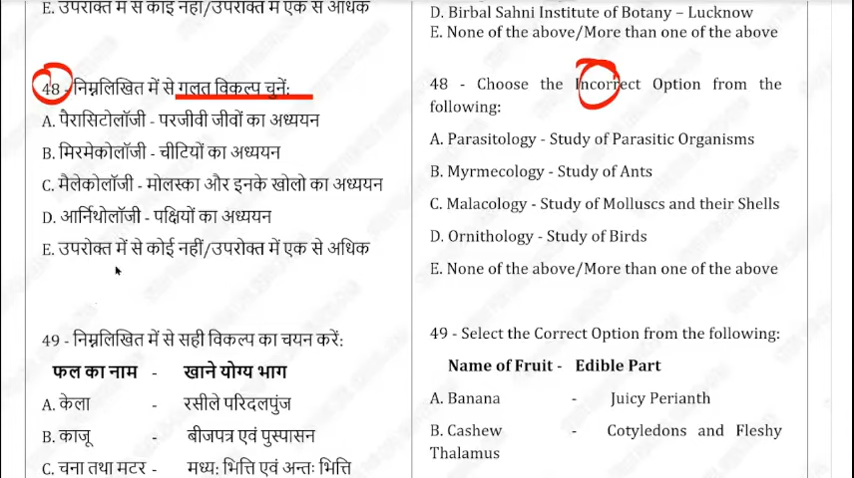 E. उपरोक्त में से कोई नहीं/उपरोक्त में एक से अधिक
48 - निम्नलिखित में से गलत विकल्प चुनें:
A. पैरासिटोलॉजी - परजीवी जीवों का अध्ययन
B. मिरमेकोलॉजी - चीटियों का अध्ययन
C. मैलेकोलॉजी - मोलस्का और इनके खोलो का अध्ययन
D. आर्निथोलॉजी - पक्षियों का अध्ययन
E. उपरोक्त में से कोई नहीं/उपरोक्त में एक से अधिक
49 - निम्नलिखित में से सही विकल्प का चयन करें:
फल का नाम - खाने योग्य भाग
A. केला - रसीले परिदलपुंज
B. काजू - बीजपत्र एवं पुस्पासन
C. चना तथा मटर - मध्य: भित्ति एवं अन्तः भित्ति
D. Birbal Sahni Institute of Botany – Lucknow
E. None of the above/More than one of the above
48 - Choose the Incorrect Option from the
following:
A. Parasitology - Study of Parasitic Organisms
B. Myrmecology - Study of Ants
C. Malacology - Study of Molluscs and their Shells
D. Ornithology - Study of Birds
E. None of the above/More than one of the above
49 - Select the Correct Option from the following:
Name of Fruit - Edible Part
A. Banana - Juicy Perianth
B. Cashew - Cotyledons and Fleshy
Thalamus